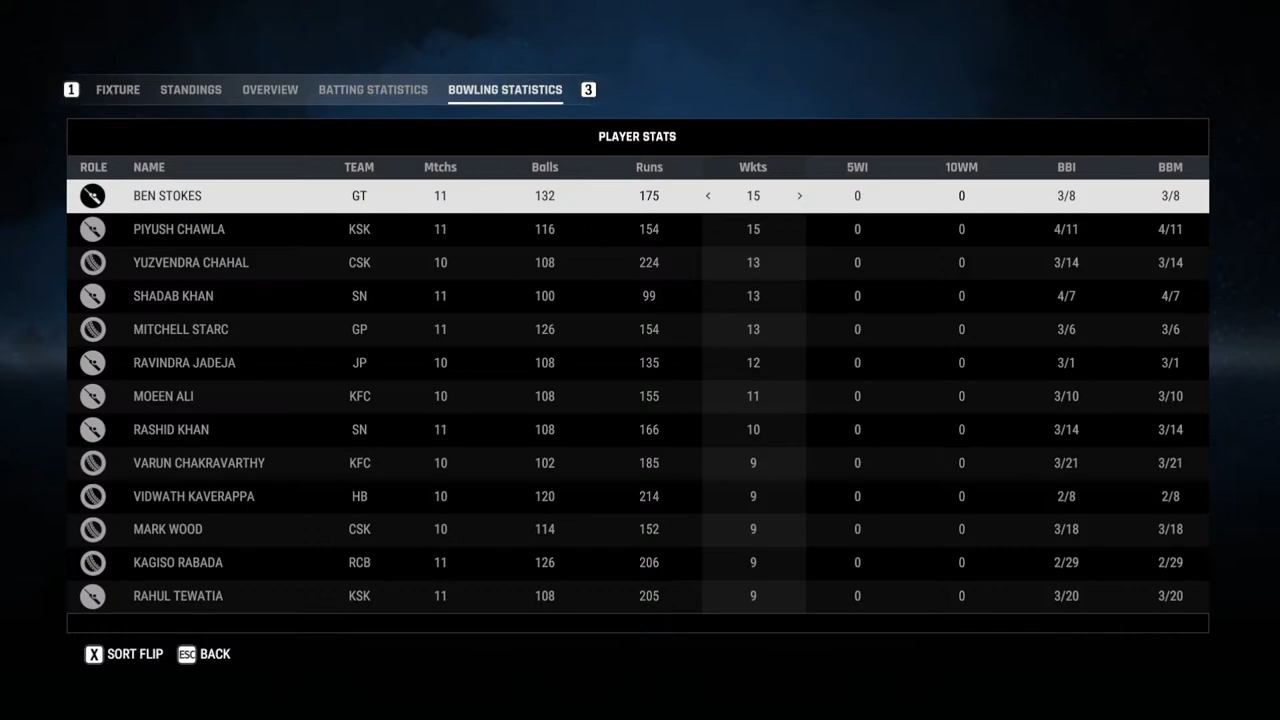 1 FIXTURE STANDINGS OVERVIEW BATTING STATISTICS BOWLING STATISTICS 3
PLAYER STATS
ROLE NAME TEAM Mtchs Balls Runs Wkts 5WI 10WM BBI BBM
BEN STOKES GT 11 132 175 < 15 > 0 0 3/8 3/8
PIYUSH CHAWLA KSK 11 116 154 15 0 0 4/11 4/11
YUZVENDRA CHAHAL CSK 10 108 224 13 0 0 3/14 3/14
SHADAB KHAN SN 11 100 99 13 0 0 4/7 4/7
MITCHELL STARC GP 11 126 154 13 0 0 3/6 3/6
RAVINDRA JADEJA JP 10 108 135 12 0 0 3/1 3/1
MOEEN ALI KFC 10 108 155 11 0 0 3/10 3/10
RASHID KHAN SN 11 108 166 10 0 0 3/14 3/14
VARUN CHAKRAVARTHY KFC 10 102 185 9 0 0 3/21 3/21
VIDWATH KAVERAPPA HB 10 120 214 9 0 0 2/8 2/8
MARK WOOD CSK 10 114 152 9 0 0 3/18 3/18
KAGISO RABADA RCB 11 126 206 9 0 0 2/29 2/29
RAHUL TEWATIA KSK 11 108 205 9 0 0 3/20 3/20
X SORT FLIP ESC BACK